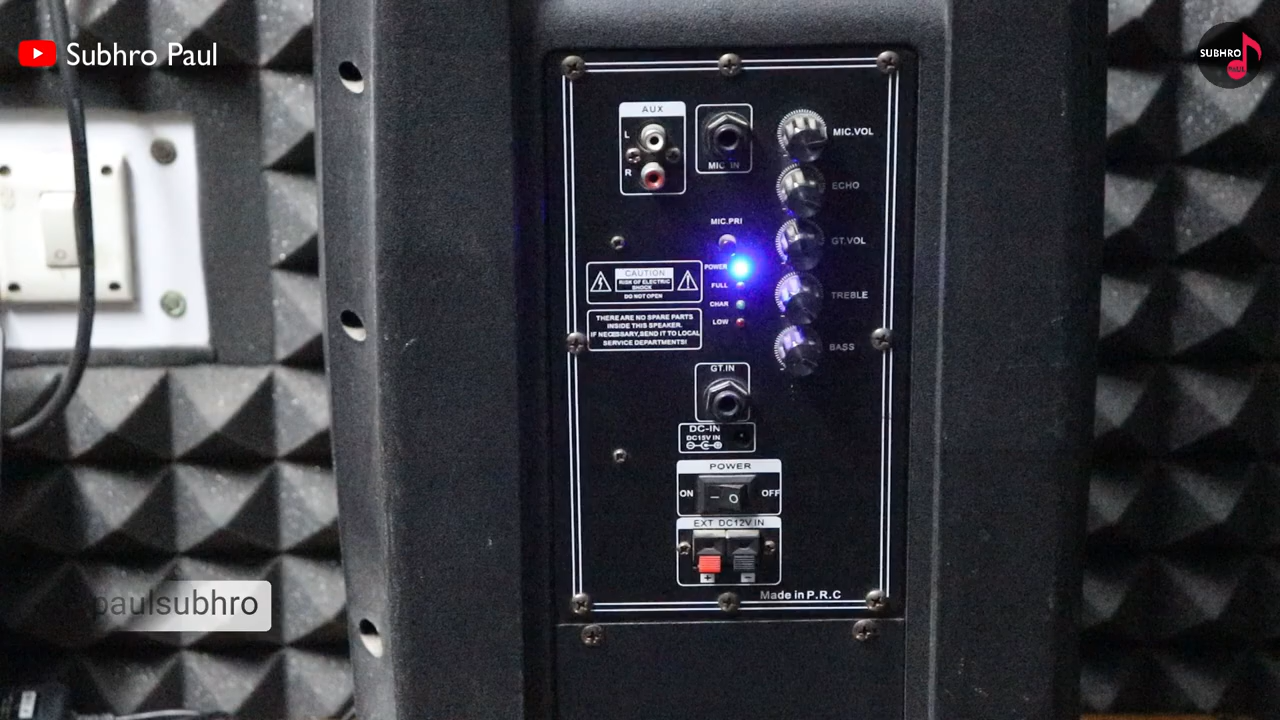 Subhro Paul
SUBHRO
PAUL
AUX
L
R
MIC IN
MIC.VOL
ECHO
MIC.PRI
GT.VOL
POWER
FULL
CHAR
LOW
CAUTION
RISK OF ELECTRIC
SHOCK
DO NOT OPEN
TREBLE
THERE ARE NO SPARE PARTS
INSIDE THIS SPEAKER.
IF NECESSARY,SEND IT TO LOCAL
SERVICE DEPARTMENTS!
BASS
GT.IN
DC-IN
DC15V IN
POWER
ON
OFF
EXT DC12V IN
+
−
Made in P.R.C
paulsubhro